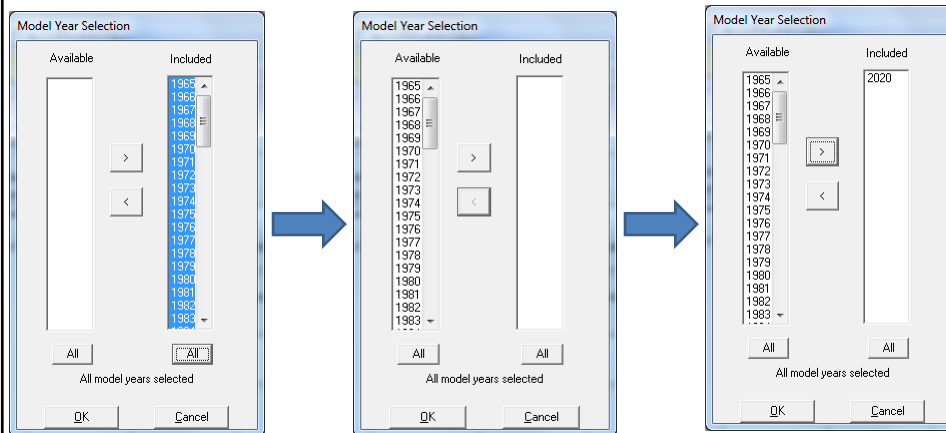 Model Year Selection
Available
Included
1965
1966
1967
1968
1969
1970
1971
1972
1973
1974
1975
1976
1977
1978
1979
1980
1981
1982
1983
>
<
All
All
All model years selected
OK
Cancel
Model Year Selection
Available
Included
1965
1966
1967
1968
1969
1970
1971
1972
1973
1974
1975
1976
1977
1978
1979
1980
1981
1982
1983
>
<
All
All
All model years selected
OK
Cancel
Model Year Selection
Available
Included
1965
1966
1967
1968
1969
1970
1971
1972
1973
1974
1975
1976
1977
1978
1979
1980
1981
1982
1983
2020
>
<
All
All
All model years selected
OK
Cancel